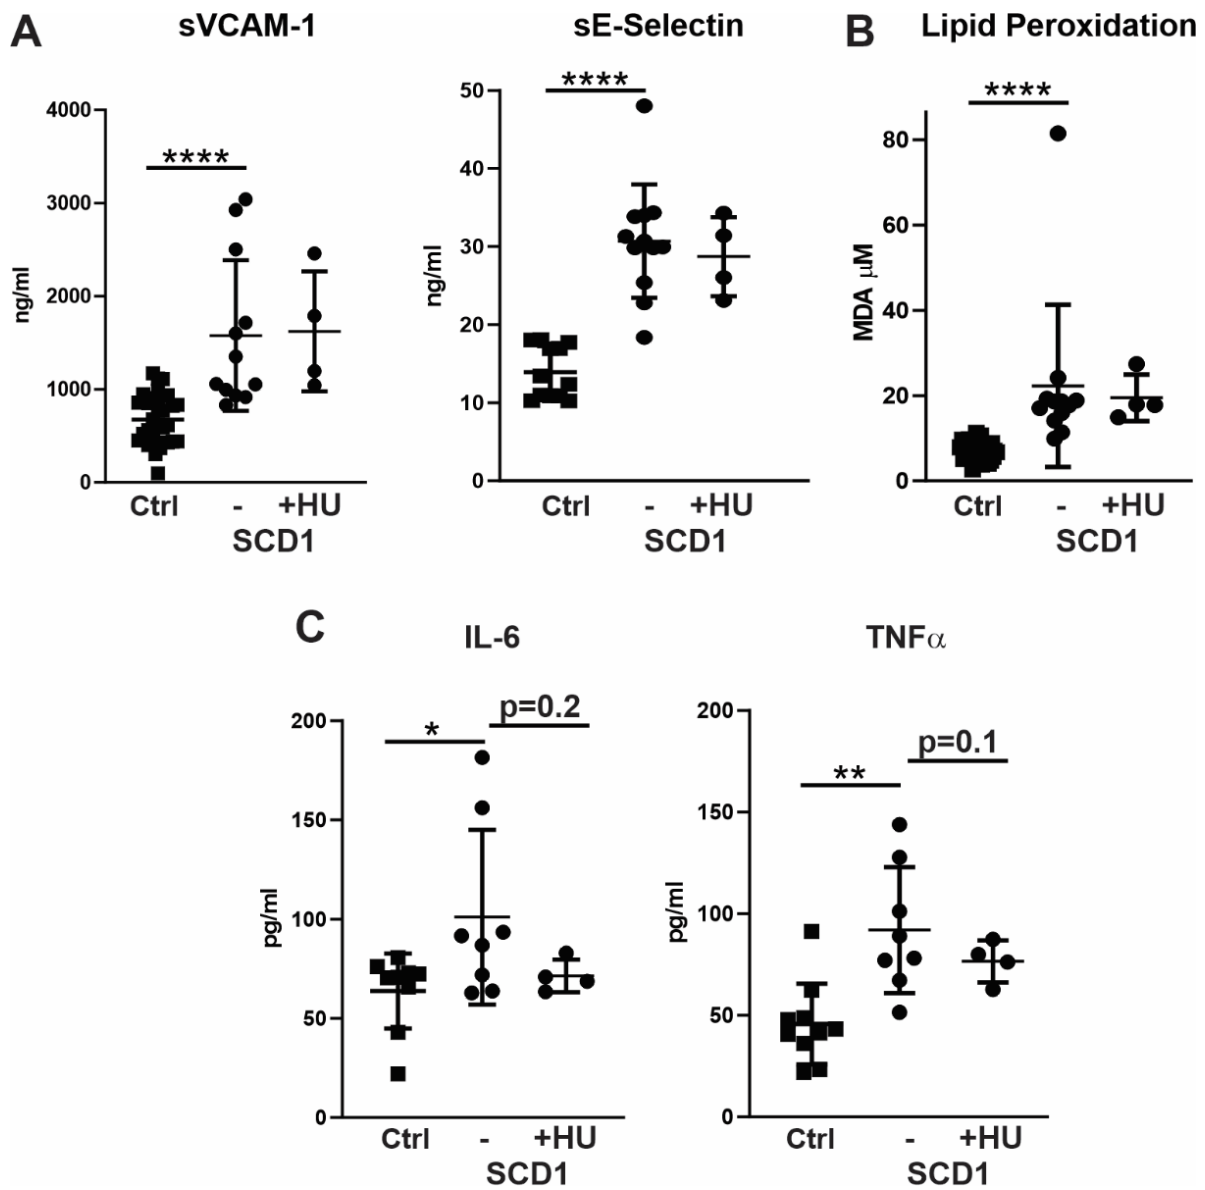 A
sVCAM-1
4000
3000
2000
1000
0
ng/ml
****
Ctrl - +HU
SCD1
sE-Selectin
50
40
30
20
10
0
ng/ml
****
Ctrl - +HU
SCD1
B
Lipid Peroxidation
80
60
40
20
0
MDA μM
****
Ctrl - +HU
SCD1
C
IL-6
200
150
100
50
0
pg/ml
*
p=0.2
Ctrl - +HU
SCD1
TNFα
200
150
100
50
0
pg/ml
**
p=0.1
Ctrl - +HU
SCD1